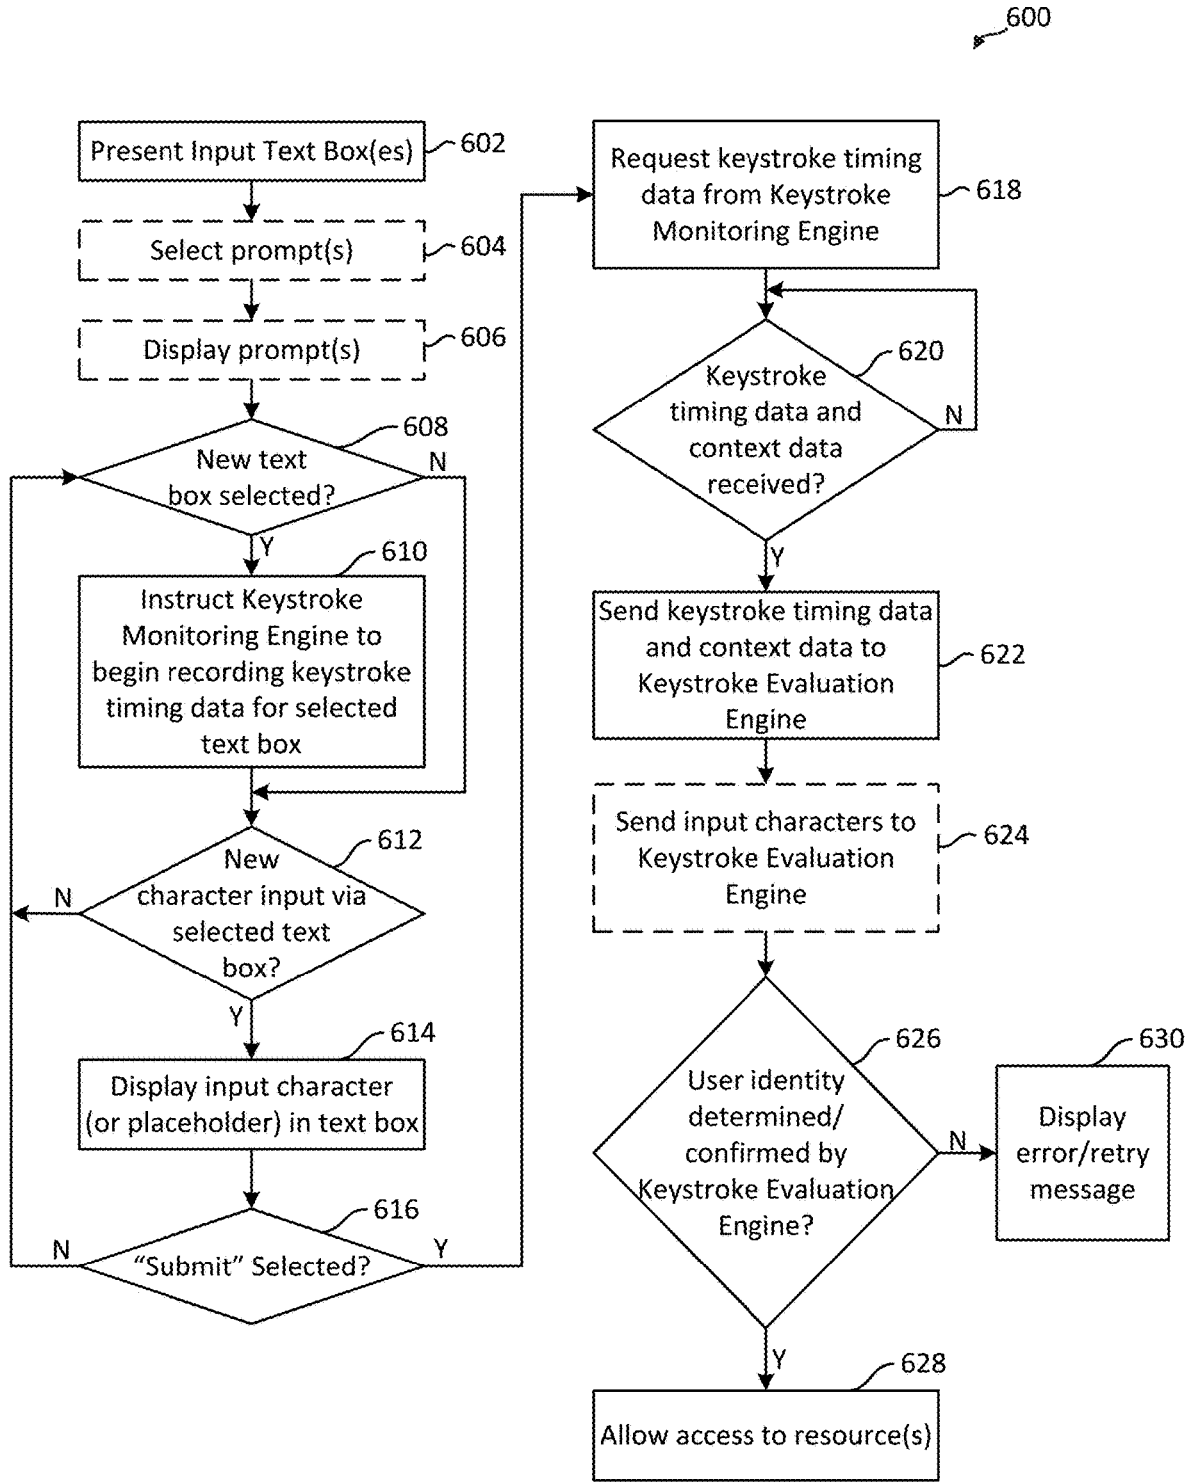 600
Present Input Text Box(es)
602
Select prompt(s)
604
Display prompt(s)
606
608
New text
box selected?
N
Y
610
Instruct Keystroke
Monitoring Engine to
begin recording keystroke
timing data for selected
text box
612
New
character input via
selected text
box?
N
Y
614
Display input character
(or placeholder) in text box
616
"Submit" Selected?
N
Y
Request keystroke timing
data from Keystroke
Monitoring Engine
618
620
Keystroke
timing data and
context data
received?
N
Y
Send keystroke timing data
and context data to
Keystroke Evaluation
Engine
622
Send input characters to
Keystroke Evaluation
Engine
624
626
User identity
determined/
confirmed by
Keystroke Evaluation
Engine?
N
Y
630
Display
error/retry
message
628
Allow access to resource(s)